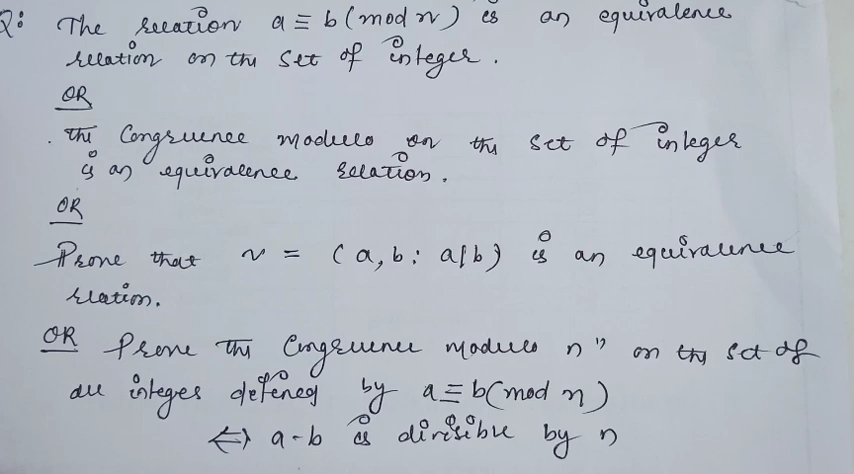 Q: The relation a ≡ b (mod n) is an equivalence
relation on the set of integer.
OR
. the Congruence modulo on the set of integer
is an equivalence relation.
OR
Prove that r = (a, b : a/b) is an equivalence
relation.
OR Prove the Congruence modulo n" on the set of
all integes defined by a ≡ b (mod n)
⇔ a - b is divisible by n